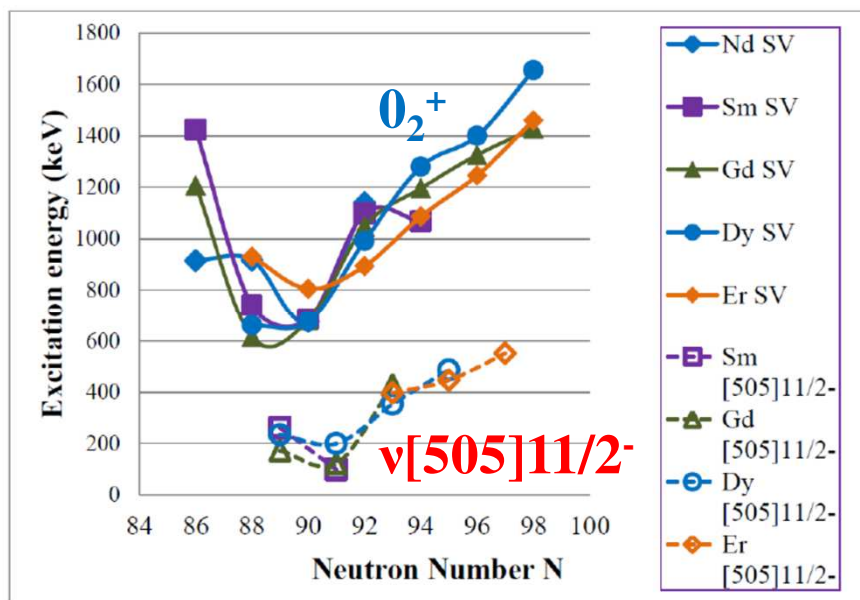 1800
1600
1400
1200
1000
800
600
400
200
0
Excitation energy (keV)
84 86 88 90 92 94 96 98 100
Neutron Number N
0₂⁺
ν[505]11/2⁻
Nd SV
Sm SV
Gd SV
Dy SV
Er SV
Sm
[505]11/2-
Gd
[505]11/2-
Dy
[505]11/2-
Er
[505]11/2-